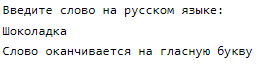 Введите слово на русском языке:
Шоколадка
Слово оканчивается на гласную букву